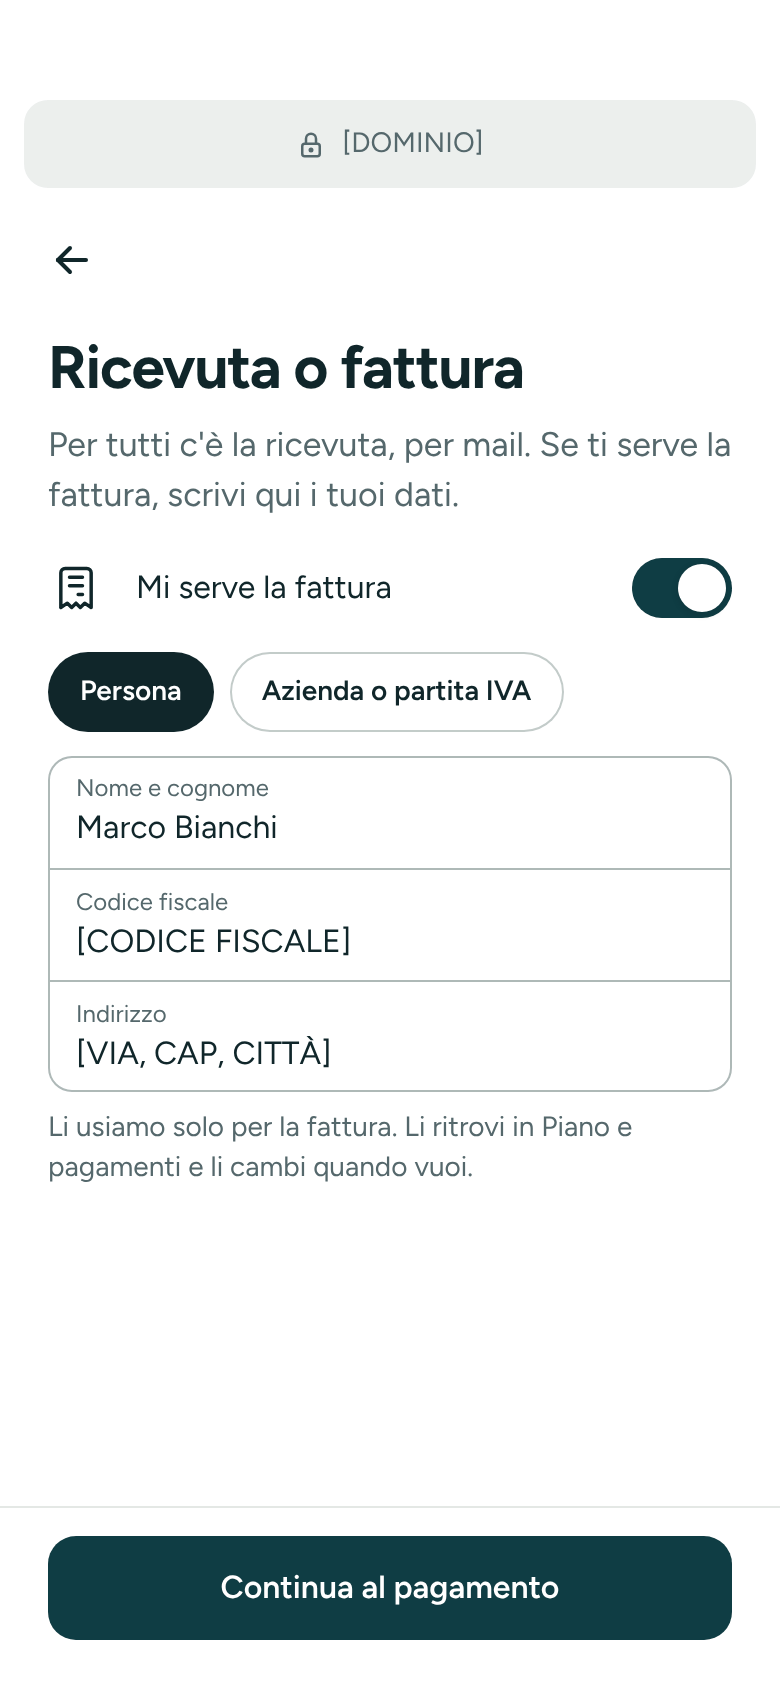 [DOMINIO]
Ricevuta o fattura
Per tutti c'è la ricevuta, per mail. Se ti serve la
fattura, scrivi qui i tuoi dati.
Mi serve la fattura
Persona
Azienda o partita IVA
Nome e cognome
Marco Bianchi
Codice fiscale
[CODICE FISCALE]
Indirizzo
[VIA, CAP, CITTÀ]
Li usiamo solo per la fattura. Li ritrovi in Piano e
pagamenti e li cambi quando vuoi.
Continua al pagamento